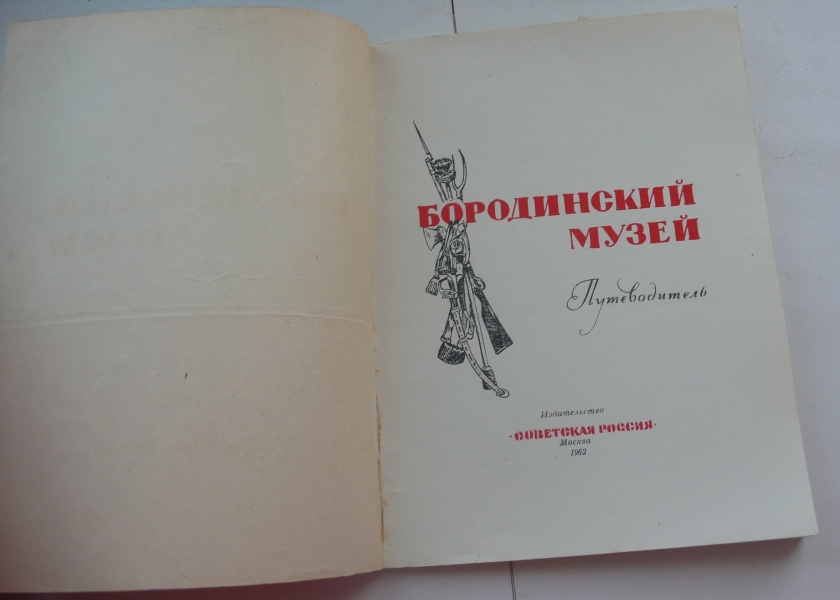 БОРОДИНСКИЙ
МУЗЕЙ
Путеводитель
Издательство
·СОВЕТСКАЯ РОССИЯ·
Москва
1962